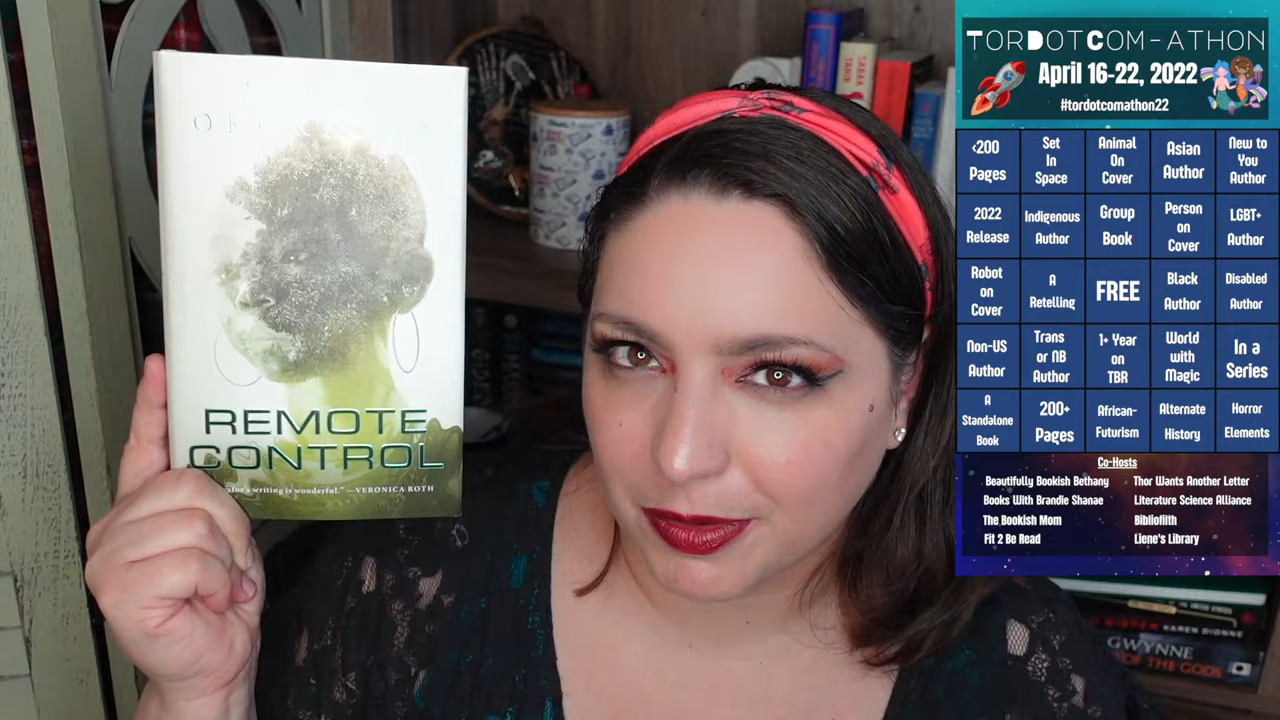 REMOTE
CONTROL
writing is wonderful." —VERONICA ROTH
SABAA
TAHIR
TORDOTCOM-ATHON
April 16-22, 2022
#tordotcomathon22
<200
Pages
Set
In
Space
Animal
On
Cover
Asian
Author
New to
You
Author
2022
Release
Indigenous
Author
Group
Book
Person
on
Cover
LGBT+
Author
Robot
on
Cover
A
Retelling
FREE
Black
Author
Disabled
Author
Non-US
Author
Trans
or NB
Author
1+ Year
on
TBR
World
with
Magic
In a
Series
A
Standalone
Book
200+
Pages
African-
Futurism
Alternate
History
Horror
Elements
Co-Hosts
Beautifully Bookish Bethany
Thor Wants Another Letter
Books With Brandie Shanae
Literature Science Alliance
The Bookish Mom
Bibliofilth
Fit 2 Be Read
Liene's Library
KAREN DIONNE
GWYNNE
OF THE GODS